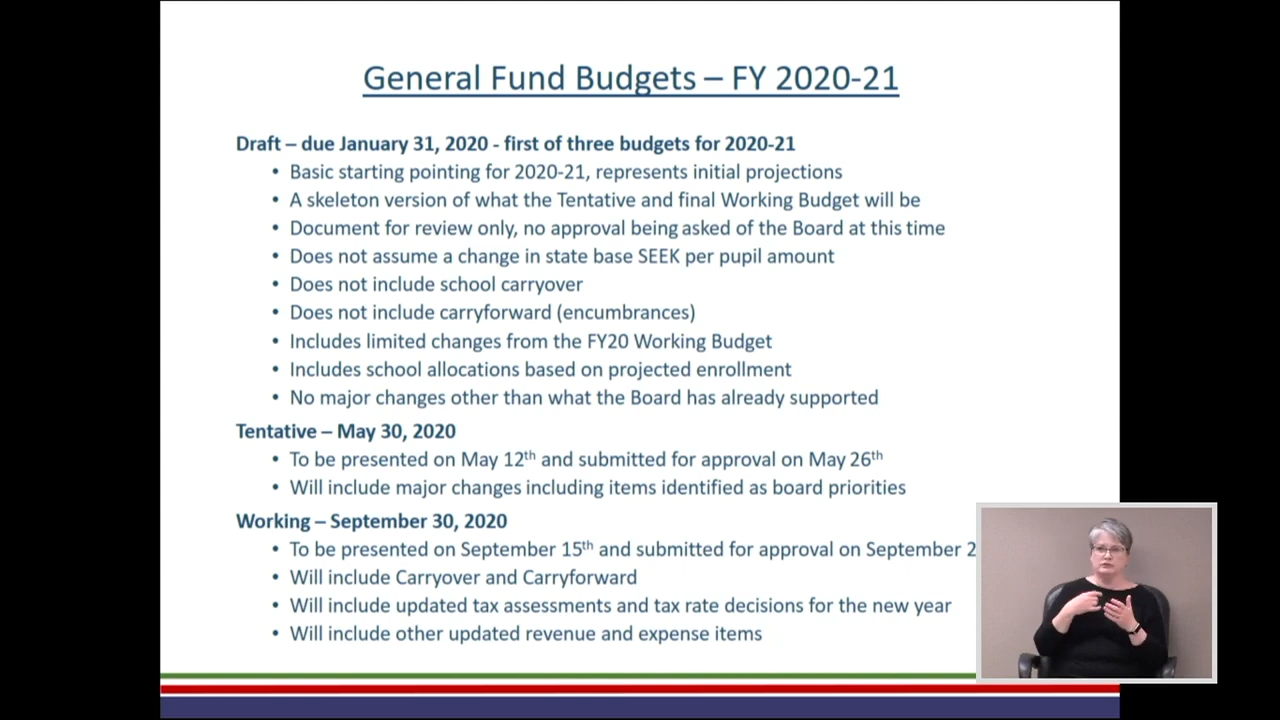 General Fund Budgets – FY 2020-21
Draft – due January 31, 2020 - first of three budgets for 2020-21
• Basic starting pointing for 2020-21, represents initial projections
• A skeleton version of what the Tentative and final Working Budget will be
• Document for review only, no approval being asked of the Board at this time
• Does not assume a change in state base SEEK per pupil amount
• Does not include school carryover
• Does not include carryforward (encumbrances)
• Includes limited changes from the FY20 Working Budget
• Includes school allocations based on projected enrollment
• No major changes other than what the Board has already supported
Tentative – May 30, 2020
• To be presented on May 12th and submitted for approval on May 26th
• Will include major changes including items identified as board priorities
Working – September 30, 2020
• To be presented on September 15th and submitted for approval on September 2
• Will include Carryover and Carryforward
• Will include updated tax assessments and tax rate decisions for the new year
• Will include other updated revenue and expense items